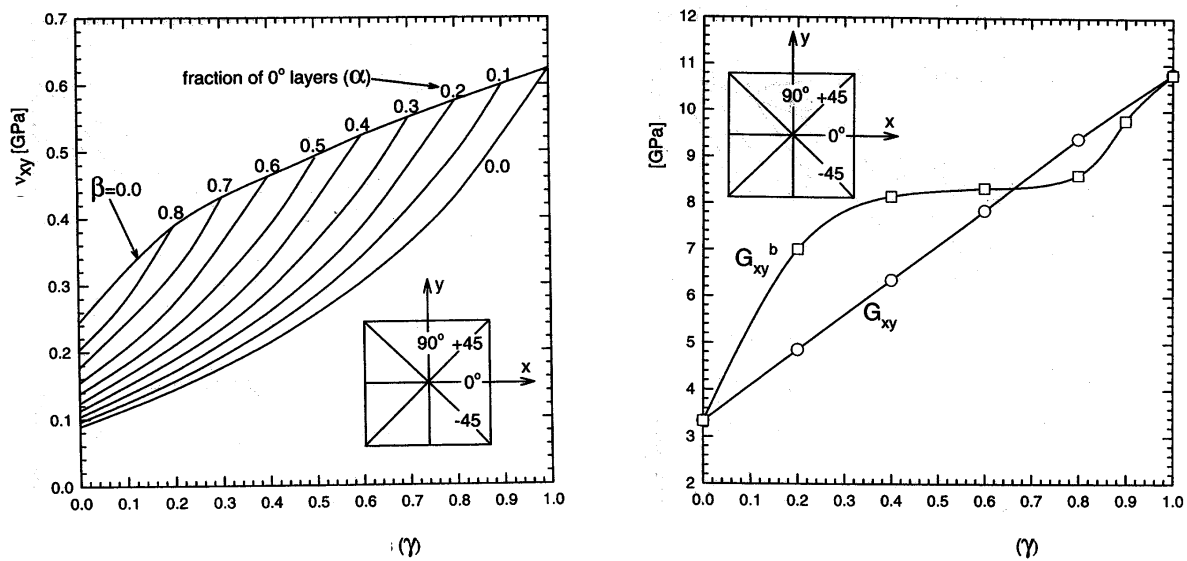 0.7
0.6
0.5
0.4
0.3
0.2
0.1
0.0
ν_xy [GPa]
fraction of 0° layers (α)
β=0.0
0.8
0.7
0.6
0.5
0.4
0.3
0.2
0.1
0.0
y
90° +45
x
0°
-45
0.0 0.1 0.2 0.3 0.4 0.5 0.6 0.7 0.8 0.9 1.0
(γ)
12
11
10
9
8
7
6
5
4
3
2
[GPa]
y
90° +45
x
0°
-45
G_xy^b
G_xy
0.0 0.1 0.2 0.3 0.4 0.5 0.6 0.7 0.8 0.9 1.0
(γ)